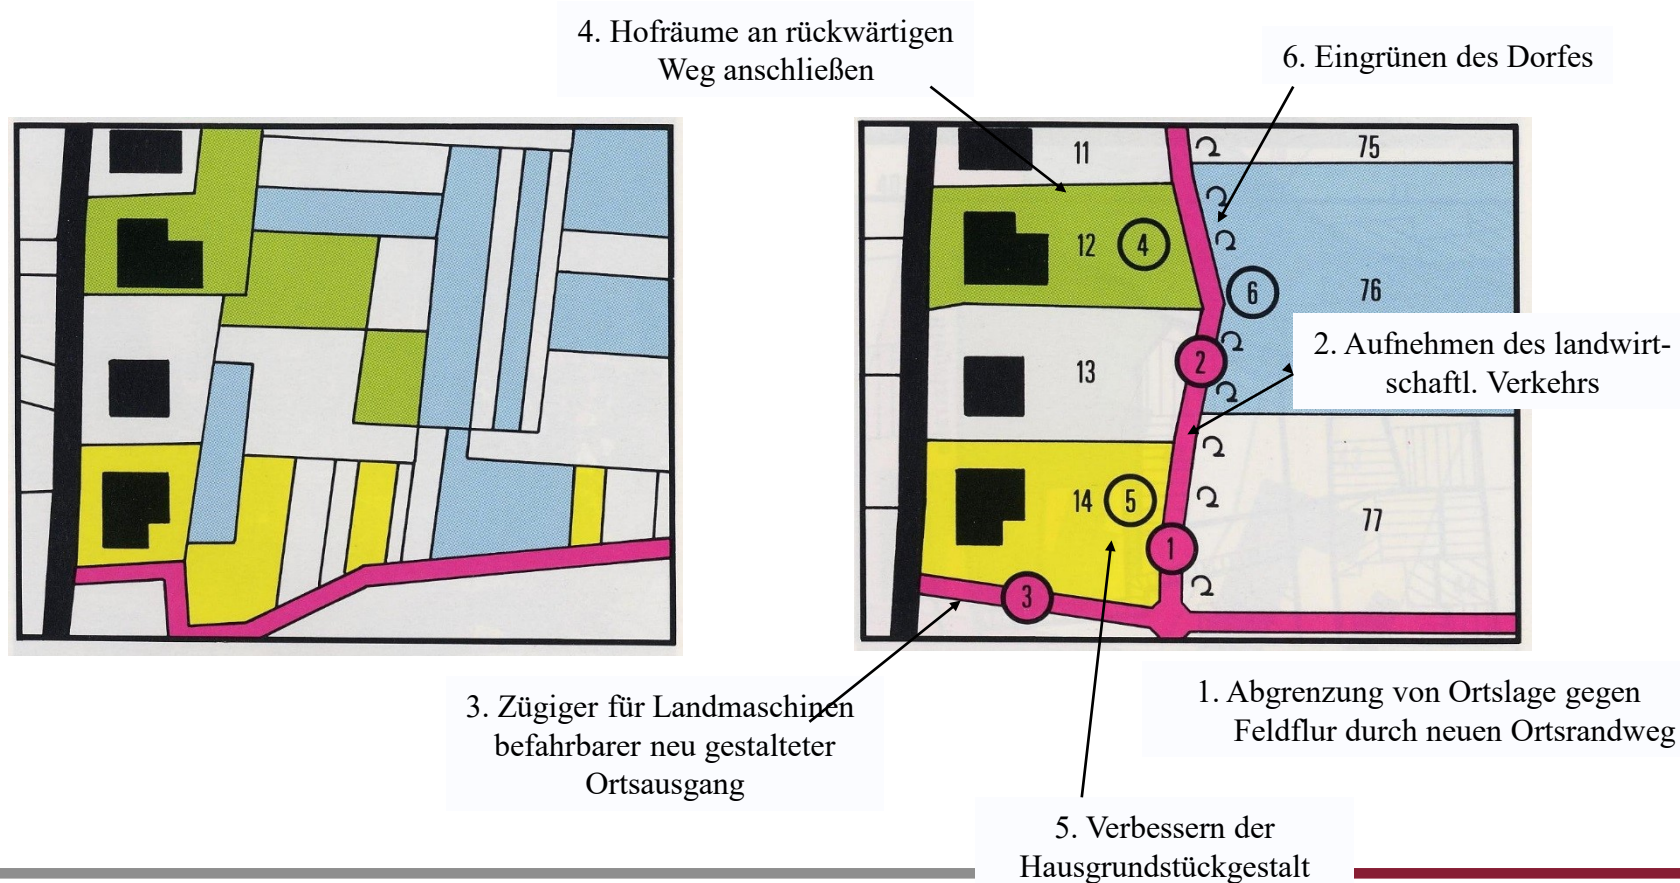 4. Hofräume an rückwärtigen
Weg anschließen
6. Eingrünen des Dorfes
11
75
12
4
6
76
2. Aufnehmen des landwirt-
schaftl. Verkehrs
2
13
14
5
77
1
3
3. Zügiger für Landmaschinen
befahrbarer neu gestalteter
Ortsausgang
1. Abgrenzung von Ortslage gegen
Feldflur durch neuen Ortsrandweg
5. Verbessern der
Hausgrundstückgestalt